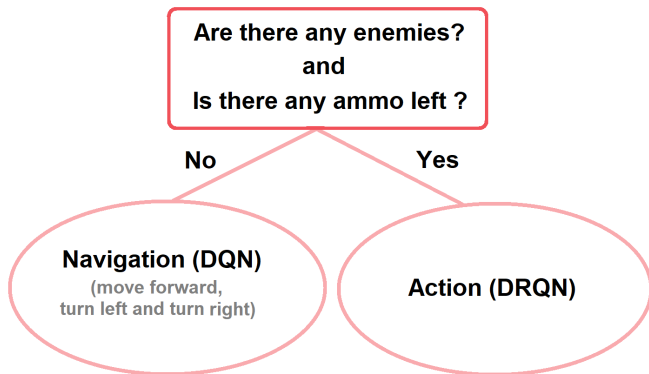 Are there any enemies?
and
Is there any ammo left ?
No
Yes
Navigation (DQN)
(move forward,
turn left and turn right)
Action (DRQN)